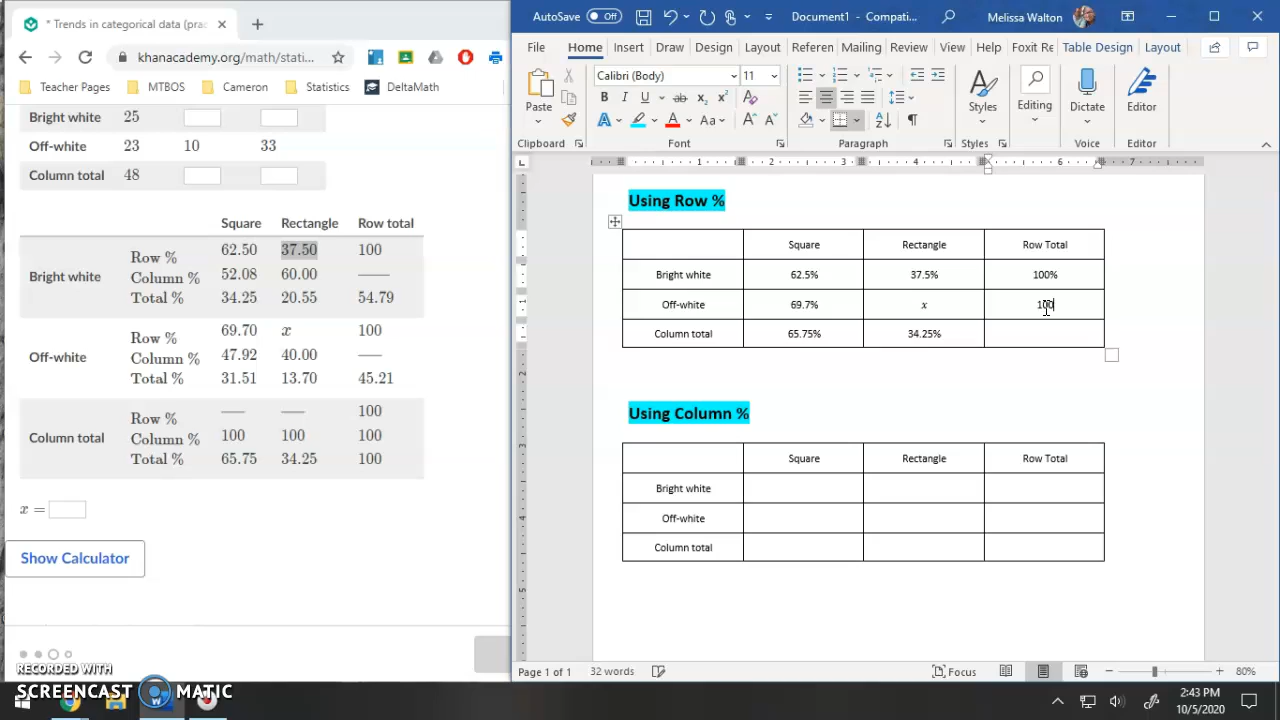 * Trends in categorical data (prac
khanacademy.org/math/stati...
Teacher Pages MTBOS Cameron Statistics DeltaMath
Bright white 25
Off-white 23 10 33
Column total 48
Square Rectangle Row total
Bright white
Row % 62.50 37.50 100
Column % 52.08 60.00 —
Total % 34.25 20.55 54.79
Off-white
Row % 69.70 x 100
Column % 47.92 40.00 —
Total % 31.51 13.70 45.21
Column total
Row % — — 100
Column % 100 100 100
Total % 65.75 34.25 100
x =
Show Calculator
RECORDED WITH
SCREENCAST MATIC
AutoSave Off Document1 - Compati... Melissa Walton
File Home Insert Draw Design Layout Referen Mailing Review View Help Foxit Re Table Design Layout
Calibri (Body) 11
Paste Styles Editing Dictate Editor
Clipboard Font Paragraph Styles Voice Editor
1 2 3 4 5 6 7
Using Row %
Square Rectangle Row Total
Bright white 62.5% 37.5% 100%
Off-white 69.7% x 100
Column total 65.75% 34.25%
Using Column %
Square Rectangle Row Total
Bright white
Off-white
Column total
Page 1 of 1 32 words Focus 80%
2:43 PM
10/5/2020